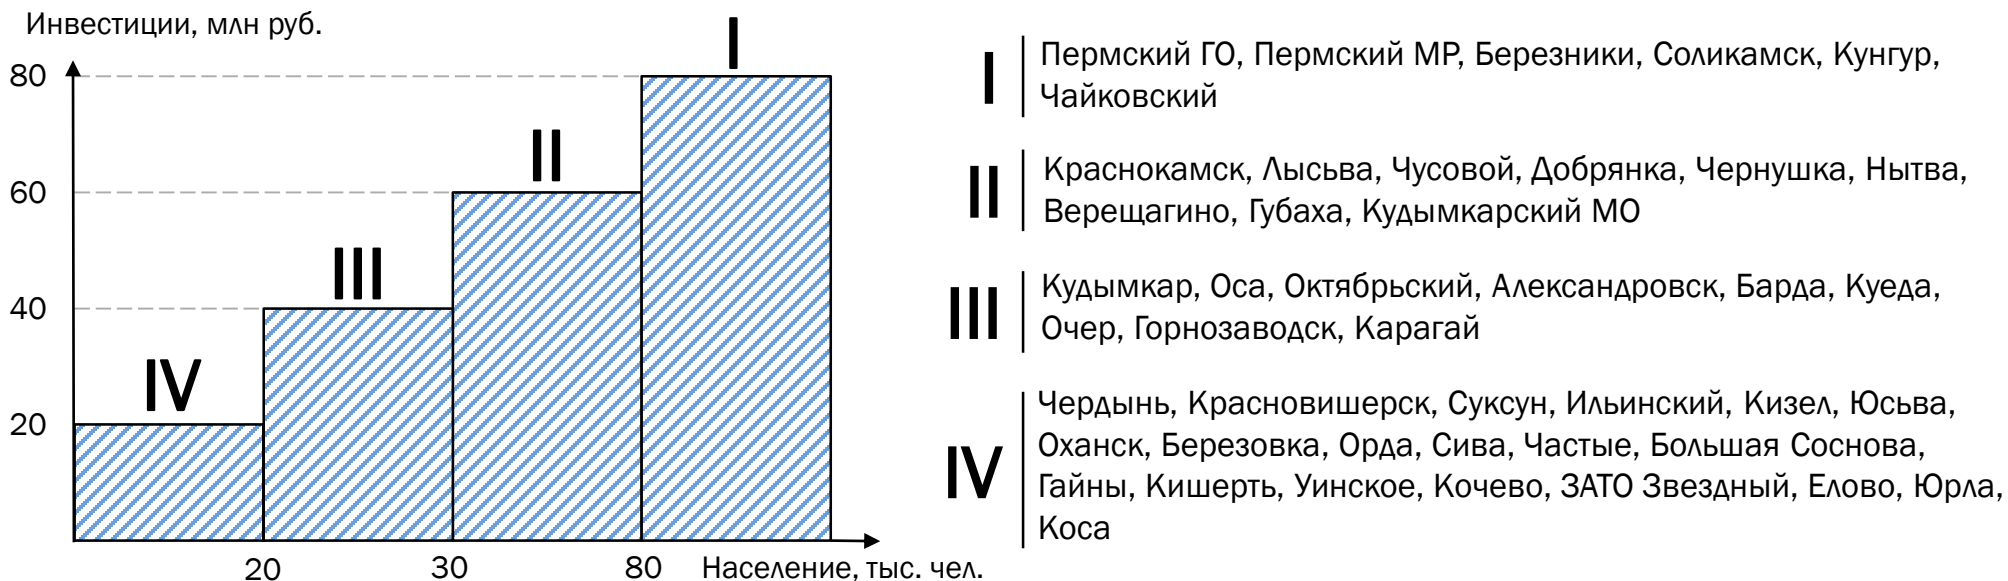 Инвестиции, млн руб.
80
60
40
20
I
II
III
IV
20
30
80
Население, тыс. чел.
I
Пермский ГО, Пермский МР, Березники, Соликамск, Кунгур,
Чайковский
II
Краснокамск, Лысьва, Чусовой, Добрянка, Чернушка, Нытва,
Верещагино, Губаха, Кудымкарский МО
III
Кудымкар, Оса, Октябрьский, Александровск, Барда, Куеда,
Очер, Горнозаводск, Карагай
IV
Чердынь, Красновишерск, Суксун, Ильинский, Кизел, Юсьва,
Оханск, Березовка, Орда, Сива, Частые, Большая Соснова,
Гайны, Кишерть, Уинское, Кочево, ЗАТО Звездный, Елово, Юрла,
Коса